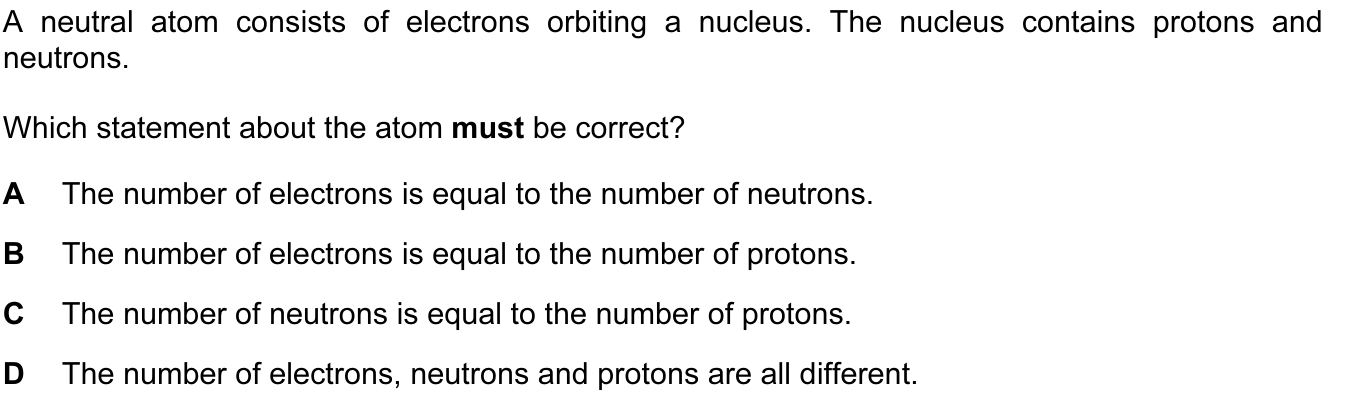 A neutral atom consists of electrons orbiting a nucleus. The nucleus contains protons and
neutrons.
Which statement about the atom must be correct?
A The number of electrons is equal to the number of neutrons.
B The number of electrons is equal to the number of protons.
C The number of neutrons is equal to the number of protons.
D The number of electrons, neutrons and protons are all different.